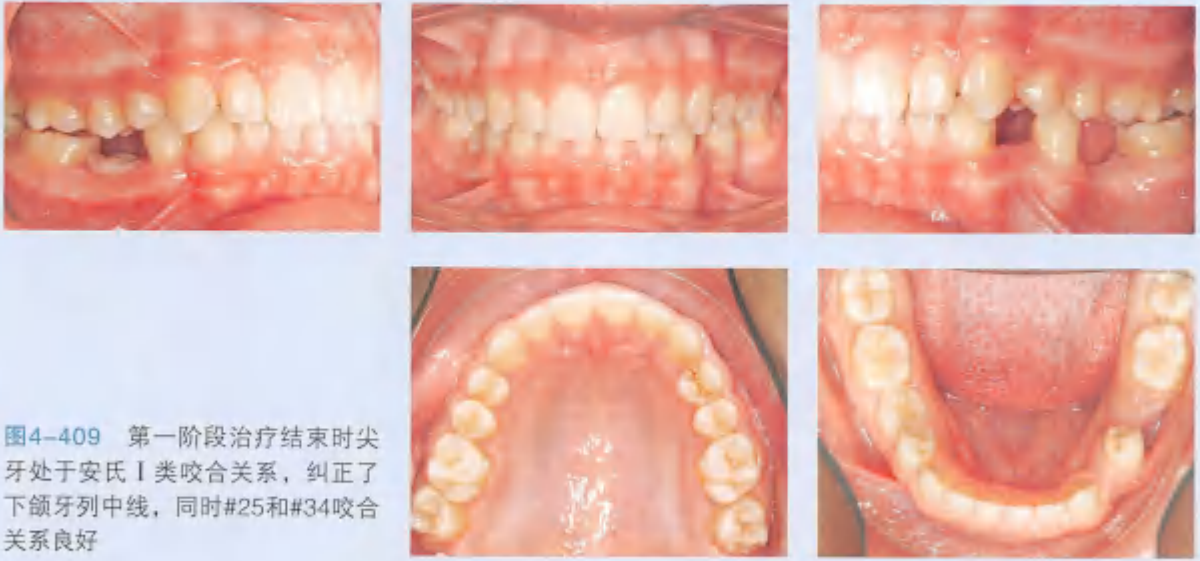 图4-409 第一阶段治疗结束时尖
牙处于安氏Ⅰ类咬合关系，纠正了
下颌牙列中线，同时#25和#34咬合
关系良好